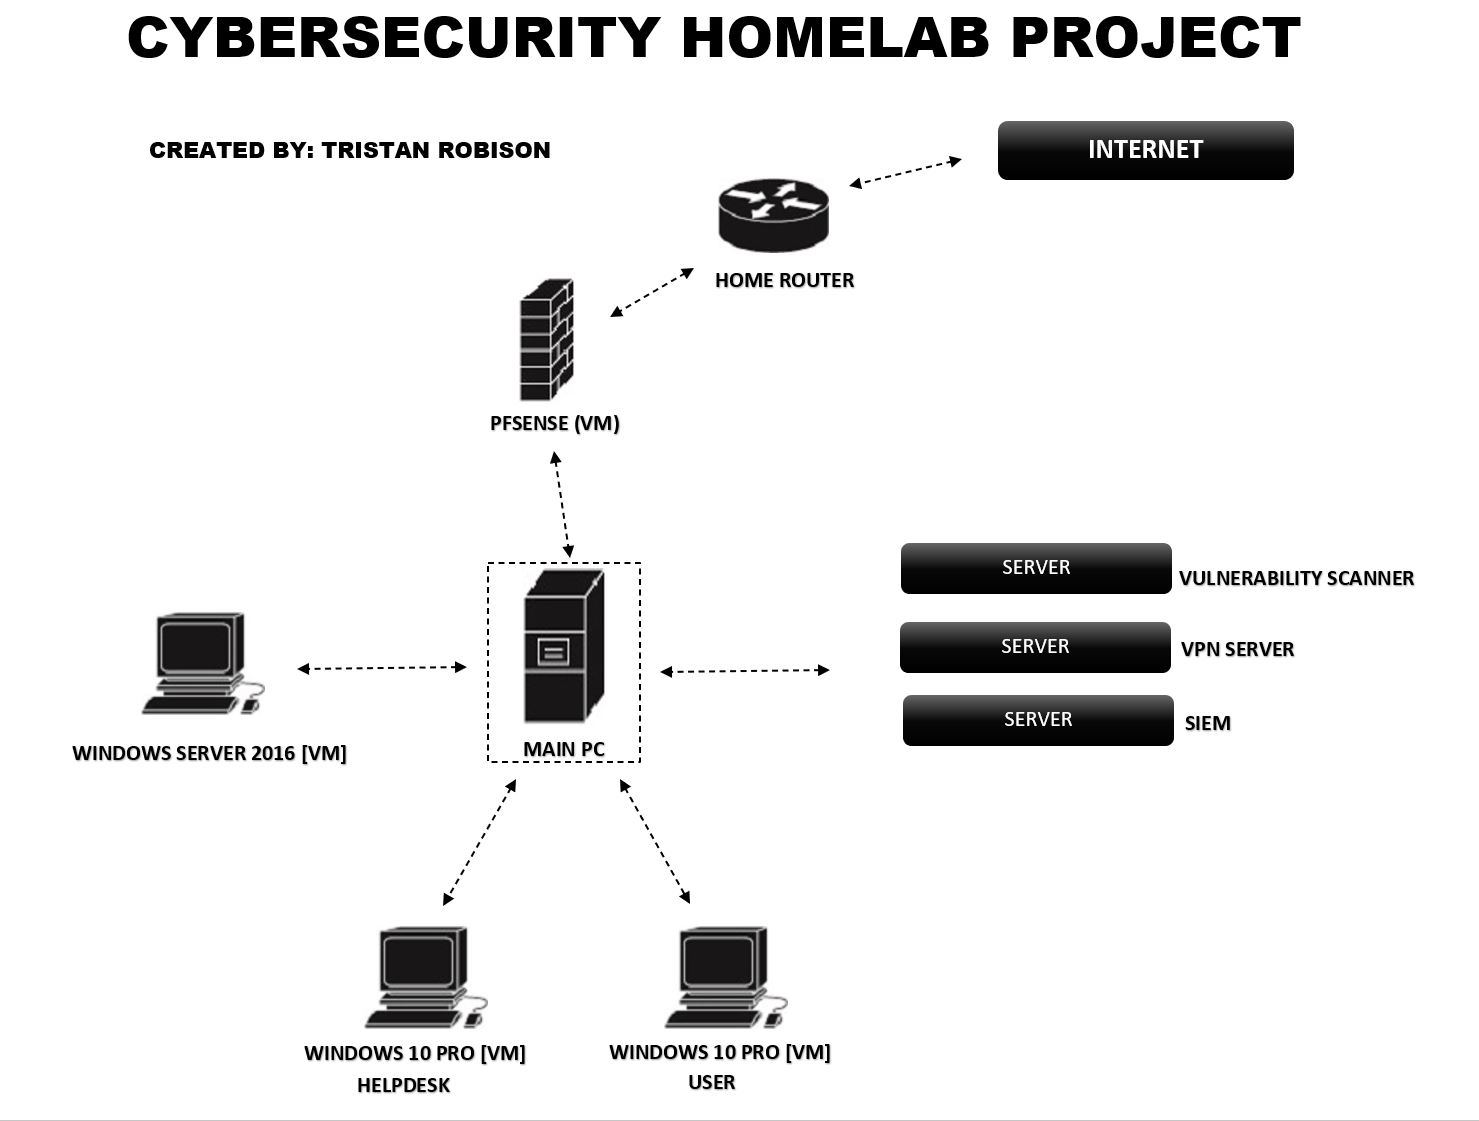 CYBERSECURITY HOMELAB PROJECT
CREATED BY: TRISTAN ROBISON
INTERNET
HOME ROUTER
PFSENSE (VM)
SERVER
VULNERABILITY SCANNER
SERVER
VPN SERVER
SERVER
SIEM
WINDOWS SERVER 2016 [VM]
MAIN PC
WINDOWS 10 PRO [VM]
HELPDESK
WINDOWS 10 PRO [VM]
USER